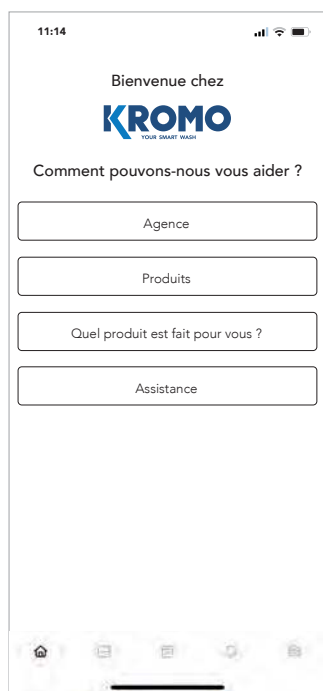 11:14
Bienvenue chez
KROMO
YOUR SMART WASH
Comment pouvons-nous vous aider ?
Agence
Produits
Quel produit est fait pour vous ?
Assistance